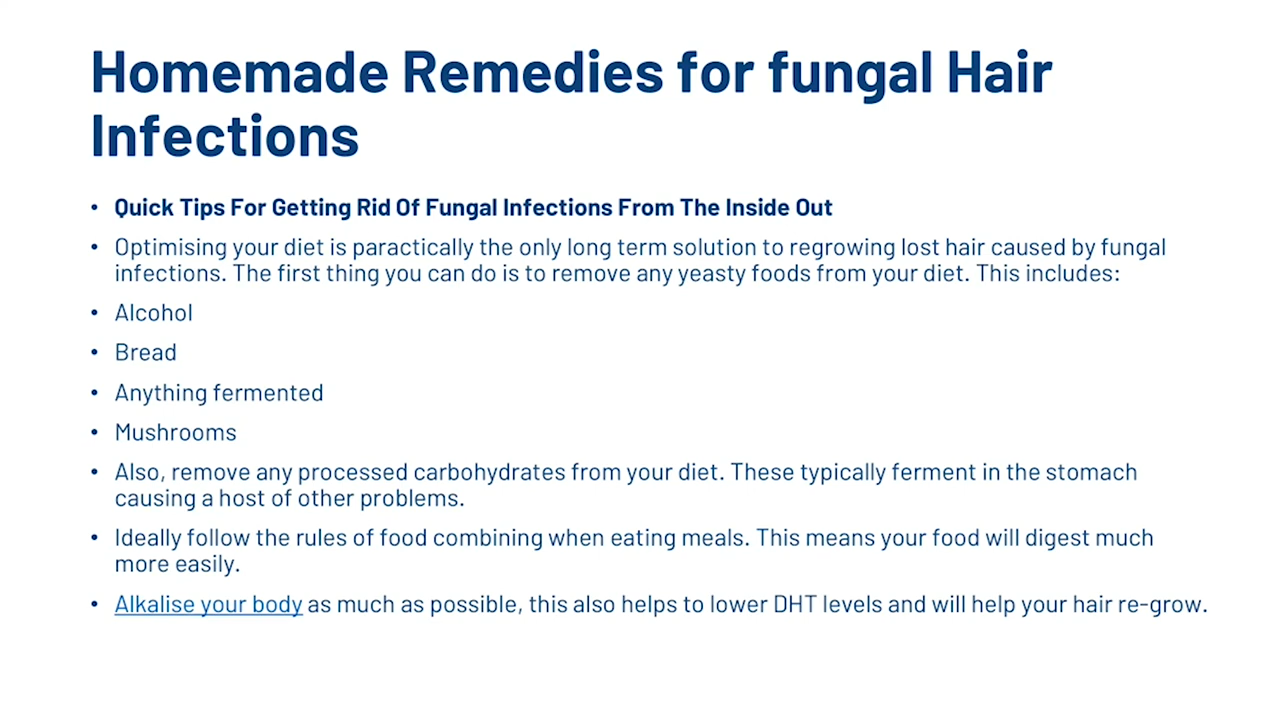 Homemade Remedies for fungal Hair
Infections
• Quick Tips For Getting Rid Of Fungal Infections From The Inside Out
• Optimising your diet is paractically the only long term solution to regrowing lost hair caused by fungal
infections. The first thing you can do is to remove any yeasty foods from your diet. This includes:
• Alcohol
• Bread
• Anything fermented
• Mushrooms
• Also, remove any processed carbohydrates from your diet. These typically ferment in the stomach
causing a host of other problems.
• Ideally follow the rules of food combining when eating meals. This means your food will digest much
more easily.
• Alkalise your body as much as possible, this also helps to lower DHT levels and will help your hair re-grow.